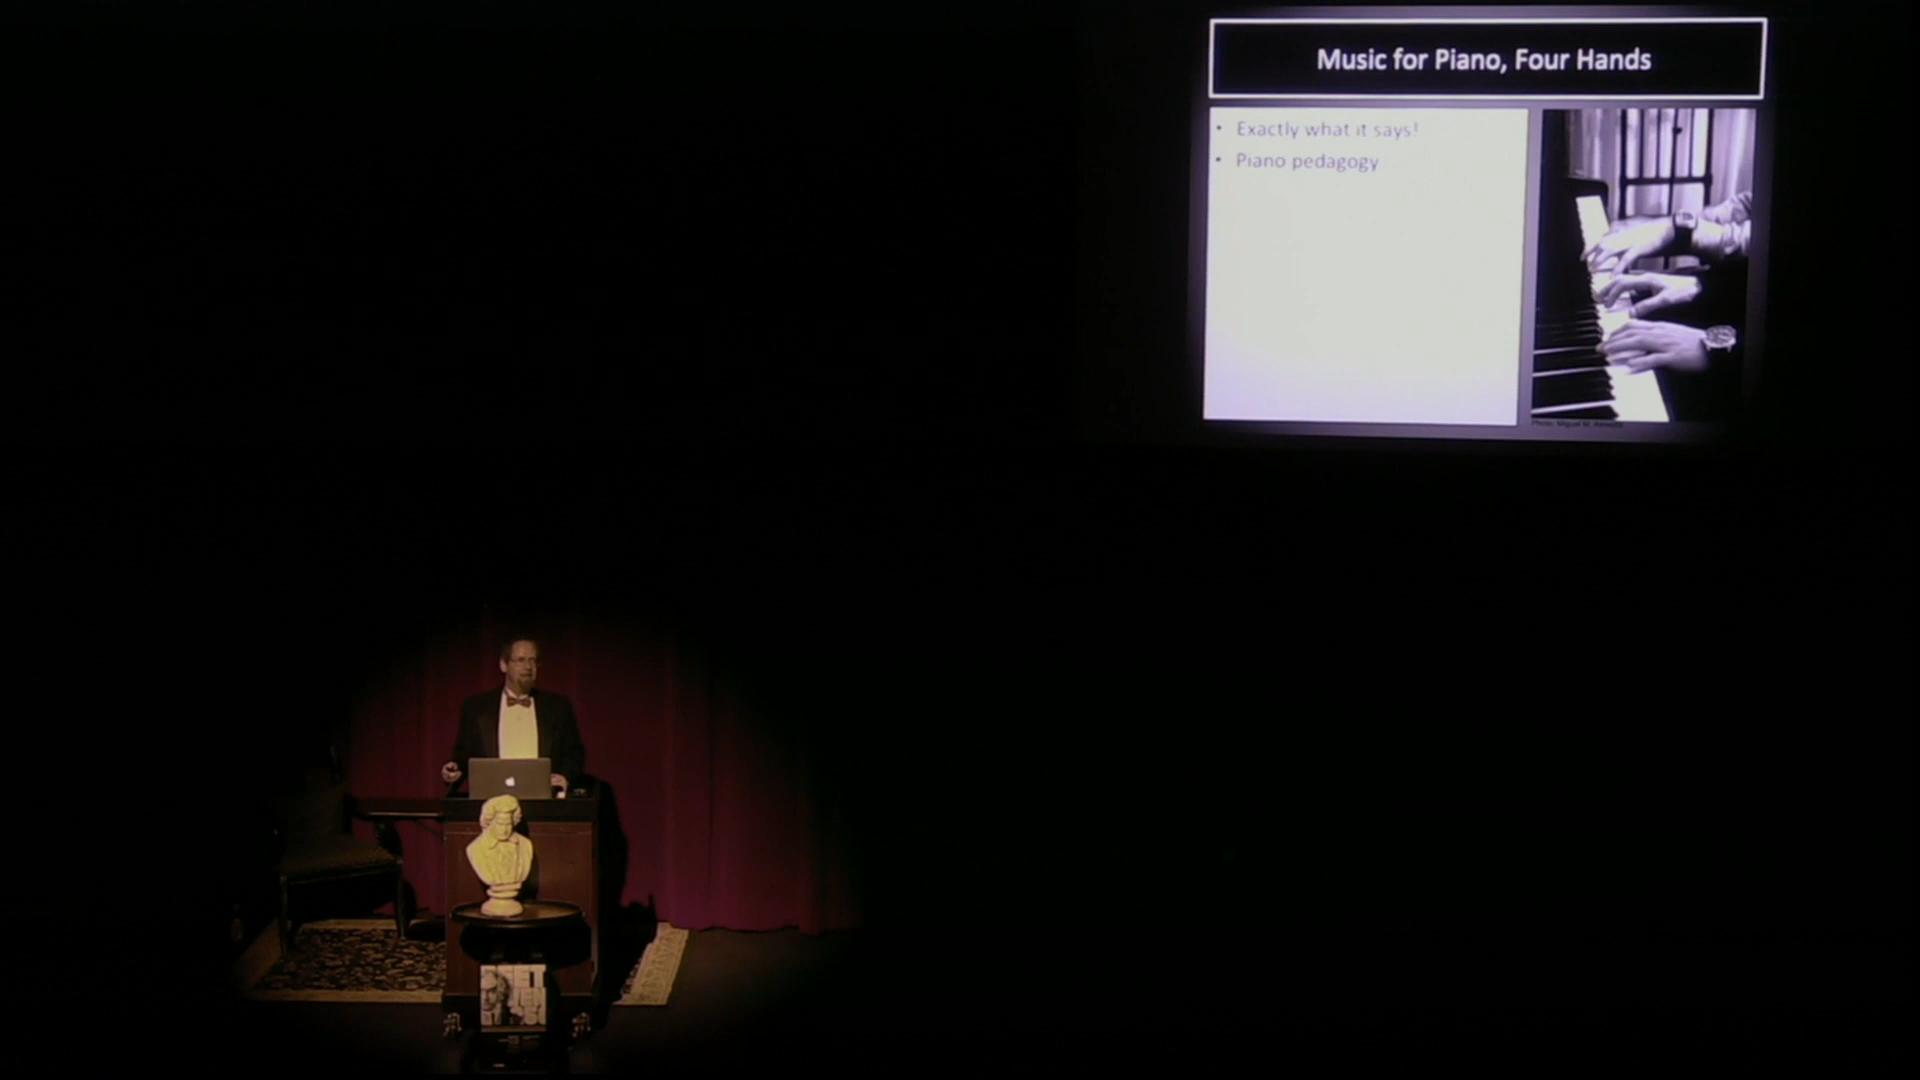 Music for Piano, Four Hands
• Exactly what it says!
• Piano pedagogy